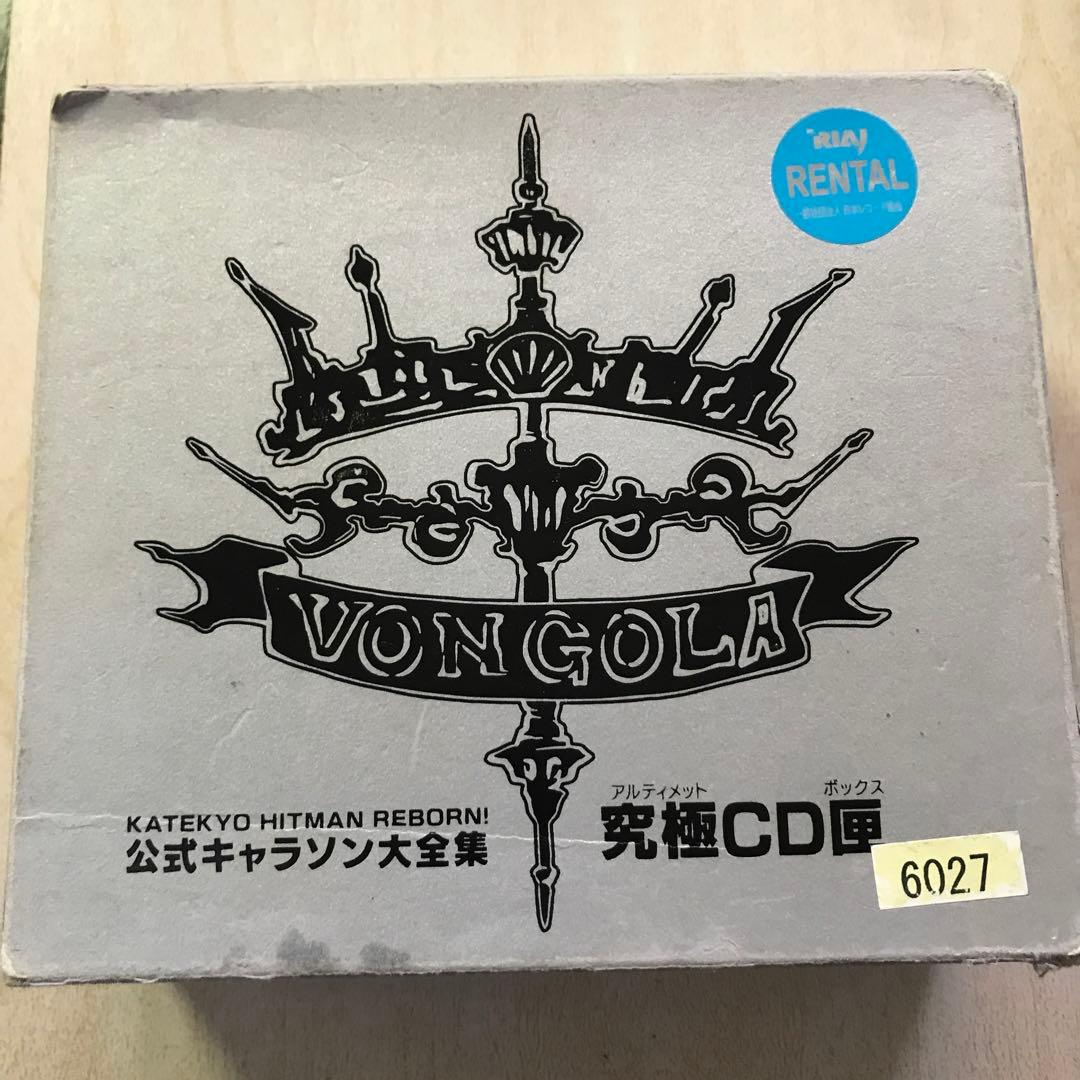 RIAJ
RENTAL
VONGOLA
KATEKYO HITMAN REBORN!
公式キャラソン大全集
アルティメット ボックス
究極CD匣
6027